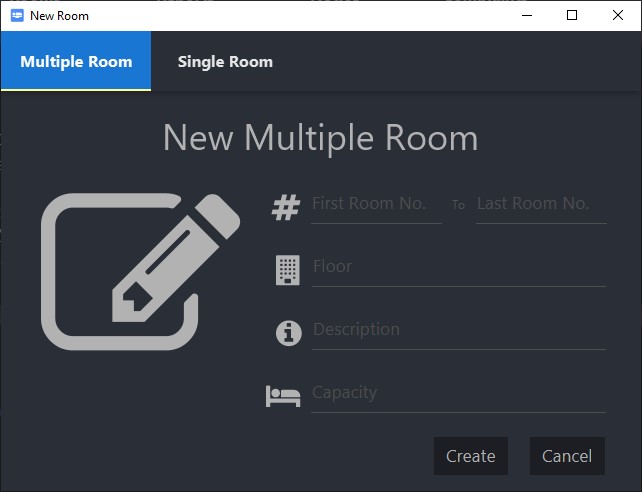 New Room
Multiple Room Single Room
New Multiple Room
# First Room No. To Last Room No.
Floor
Description
Capacity
Create Cancel